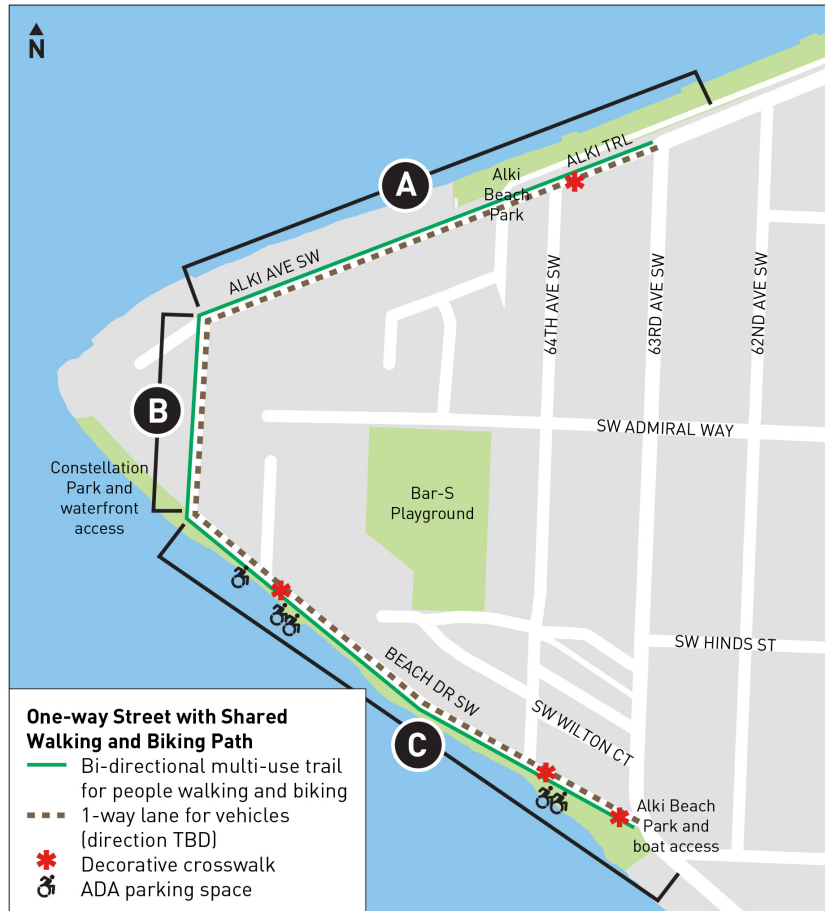 N
ALKI TRL
Alki
Beach
Park
A
ALKI AVE SW
64TH AVE SW
63RD AVE SW
62ND AVE SW
B
SW ADMIRAL WAY
Constellation
Park and
waterfront
access
Bar-S
Playground
SW HINDS ST
BEACH DR SW
SW WILTON CT
C
Alki Beach
Park and
boat access
One-way Street with Shared
Walking and Biking Path
Bi-directional multi-use trail
for people walking and biking
1-way lane for vehicles
(direction TBD)
Decorative crosswalk
ADA parking space